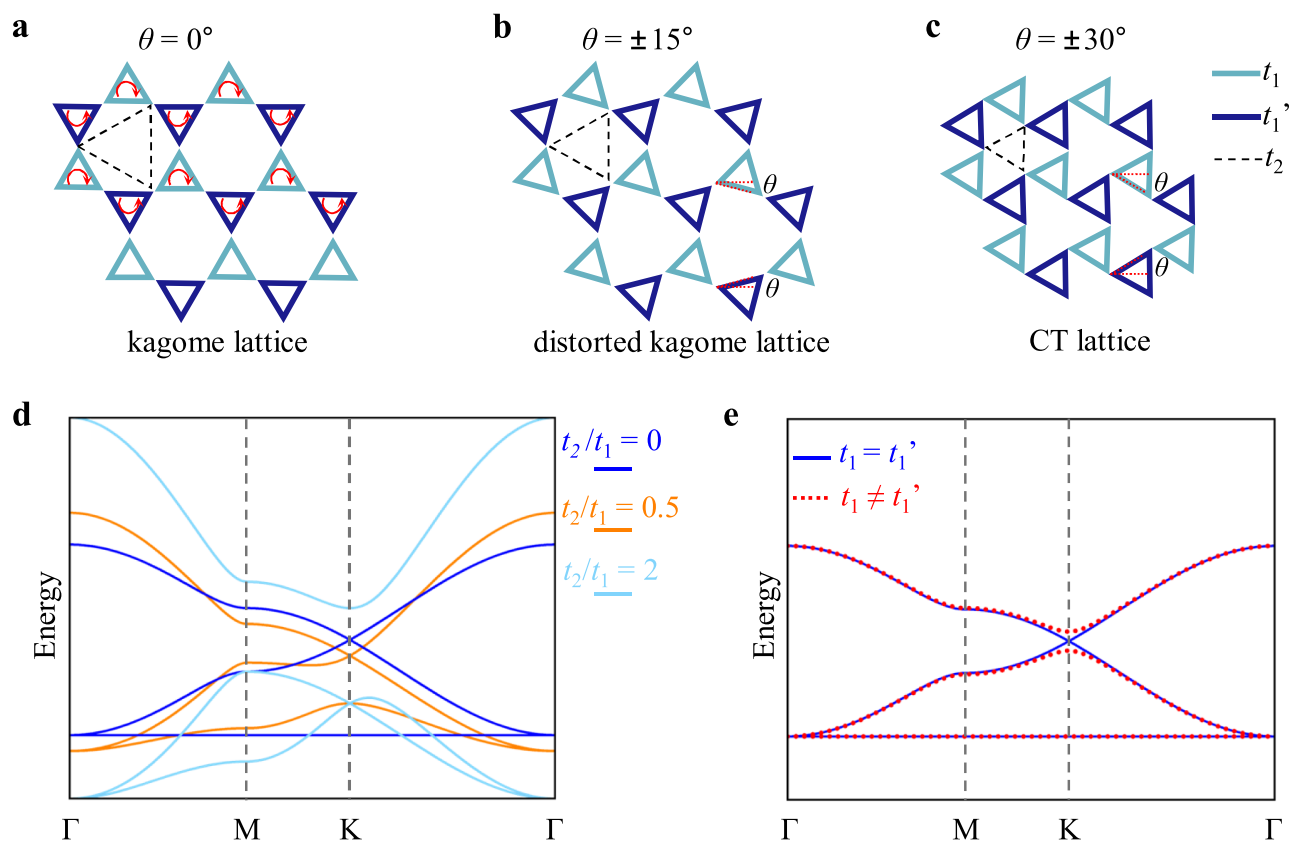 a
θ = 0°
b
θ = ±15°
c
θ = ±30°
t₁
t₁’
t₂
θ
θ
θ
θ
kagome lattice
distorted kagome lattice
CT lattice
d
Energy
t₂/t₁ = 0
t₂/t₁ = 0.5
t₂/t₁ = 2
Γ
M
K
Γ
e
Energy
t₁ = t₁’
t₁ ≠ t₁’
Γ
M
K
Γ